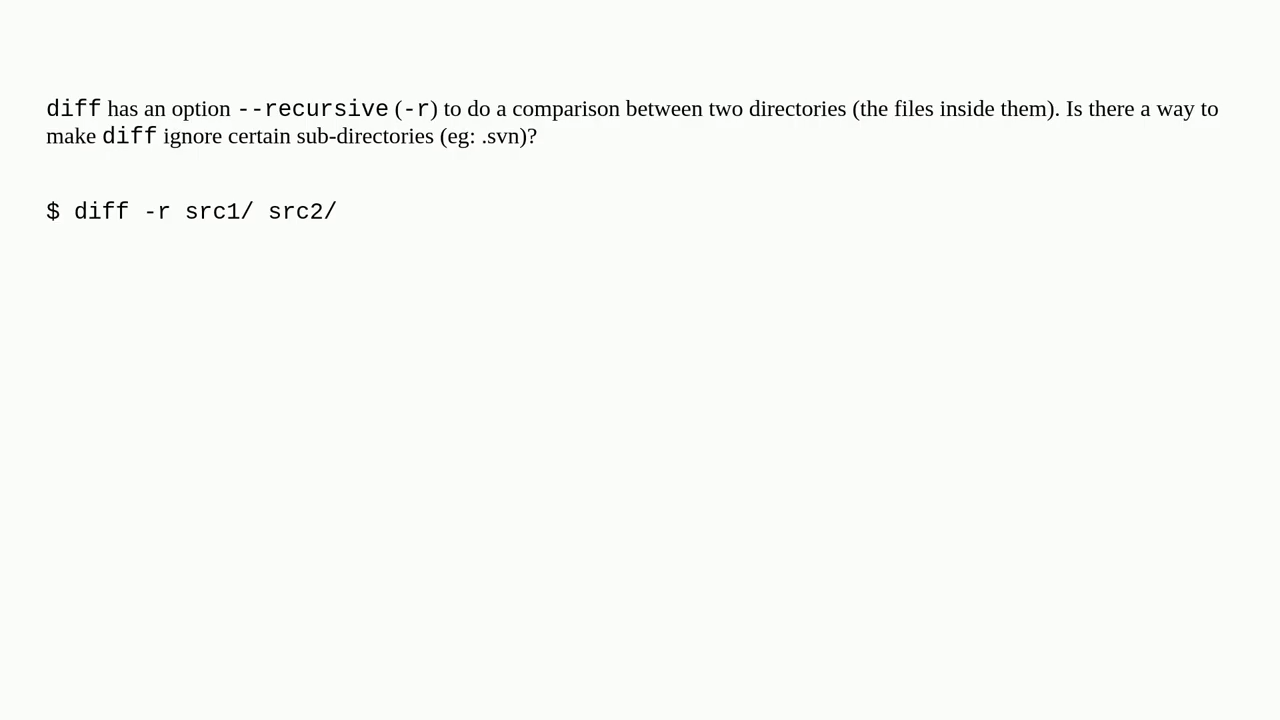 diff has an option --recursive (-r) to do a comparison between two directories (the files inside them). Is there a way to
make diff ignore certain sub-directories (eg: .svn)?
$ diff -r src1/ src2/